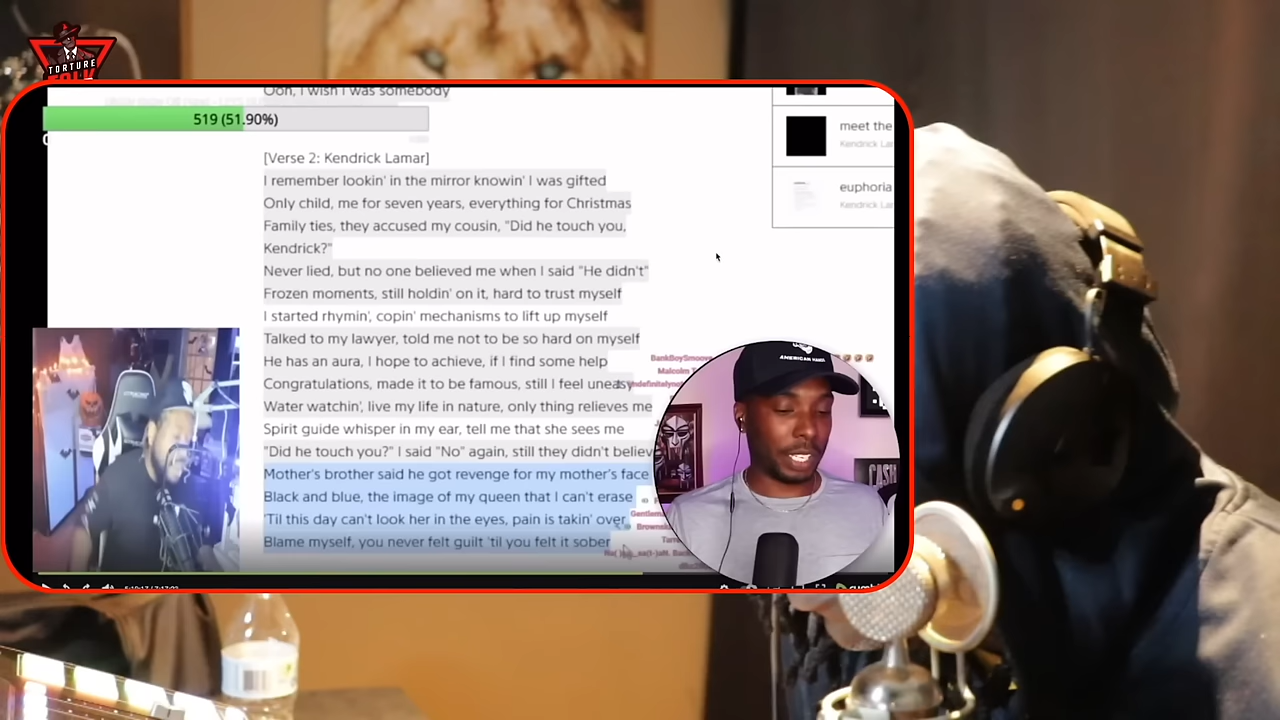 TORTURE
TALK
Ooh, I wish I was somebody
519 (51.90%)
[Verse 2: Kendrick Lamar]
I remember lookin' in the mirror knowin' I was gifted
Only child, me for seven years, everything for Christmas
Family ties, they accused my cousin, "Did he touch you,
Kendrick?"
Never lied, but no one believed me when I said "He didn't"
Frozen moments, still holdin' on it, hard to trust myself
I started rhymin', copin' mechanisms to lift up myself
Talked to my lawyer, told me not to be so hard on myself
He has an aura, I hope to achieve, if I find some help
Congratulations, made it to be famous, still I feel uneasy
Water watchin', live my life in nature, only thing relieves me
Spirit guide whisper in my ear, tell me that she sees me
"Did he touch you?" I said "No" again, still they didn't believ
Mother's brother said he got revenge for my mother's face
Black and blue, the image of my queen that I can't erase
'Til this day can't look her in the eyes, pain is takin' over
Blame myself, you never felt guilt 'til you felt it sober
meet the
Kendrick Lar
euphoria
Kendrick Lar
BankBoySmoove
Malcolm
AMERICAN HANDS
CASH